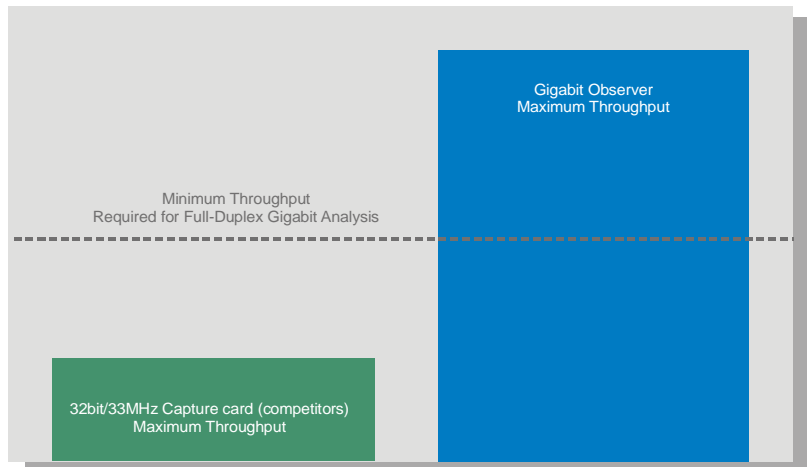 Gigabit Observer
Maximum Throughput
Minimum Throughput
Required for Full-Duplex Gigabit Analysis
32bit/33MHz Capture card (competitors)
Maximum Throughput